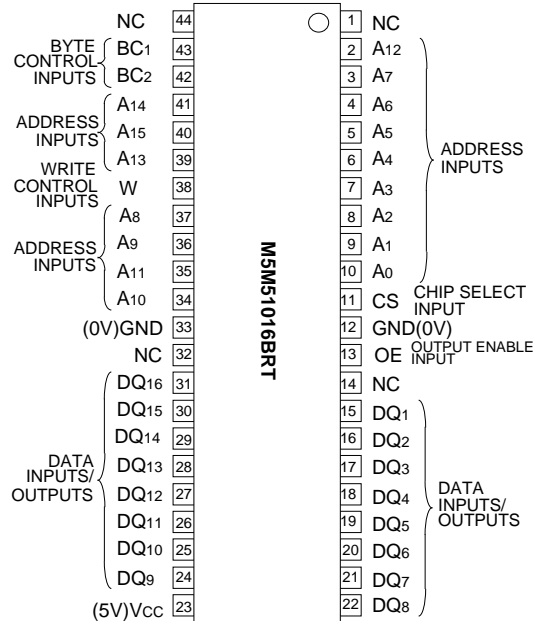 NC 44
BYTE CONTROL INPUTS
BC1 43
BC2 42
ADDRESS INPUTS
A14 41
A15 40
A13 39
WRITE CONTROL INPUTS
W 38
ADDRESS INPUTS
A8 37
A9 36
A11 35
A10 34
(0V)GND 33
NC 32
DATA INPUTS/ OUTPUTS
DQ16 31
DQ15 30
DQ14 29
DQ13 28
DQ12 27
DQ11 26
DQ10 25
DQ9 24
(5V)VCC 23
M5M51016BRT
1 NC
2 A12
3 A7
4 A6
5 A5
6 A4
7 A3
8 A2
9 A1
10 A0
ADDRESS INPUTS
11 CS CHIP SELECT INPUT
12 GND(0V)
13 OE OUTPUT ENABLE INPUT
14 NC
15 DQ1
16 DQ2
17 DQ3
18 DQ4
19 DQ5
20 DQ6
21 DQ7
22 DQ8
DATA INPUTS/ OUTPUTS